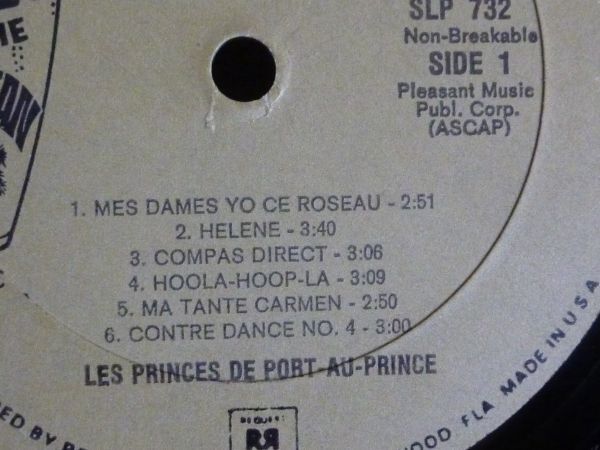 SLP 732
Non-Breakable
SIDE 1
Pleasant Music
Publ. Corp.
(ASCAP)
1. MES DAMES YO CE ROSEAU - 2:51
2. HELENE - 3:40
3. COMPAS DIRECT - 3:06
4. HOOLA-HOOP-LA - 3:09
5. MA TANTE CARMEN - 2:50
6. CONTRE DANCE NO. 4 - 3:00
LES PRINCES DE PORT-AU-PRINCE
BY
FLA MADE IN U S A